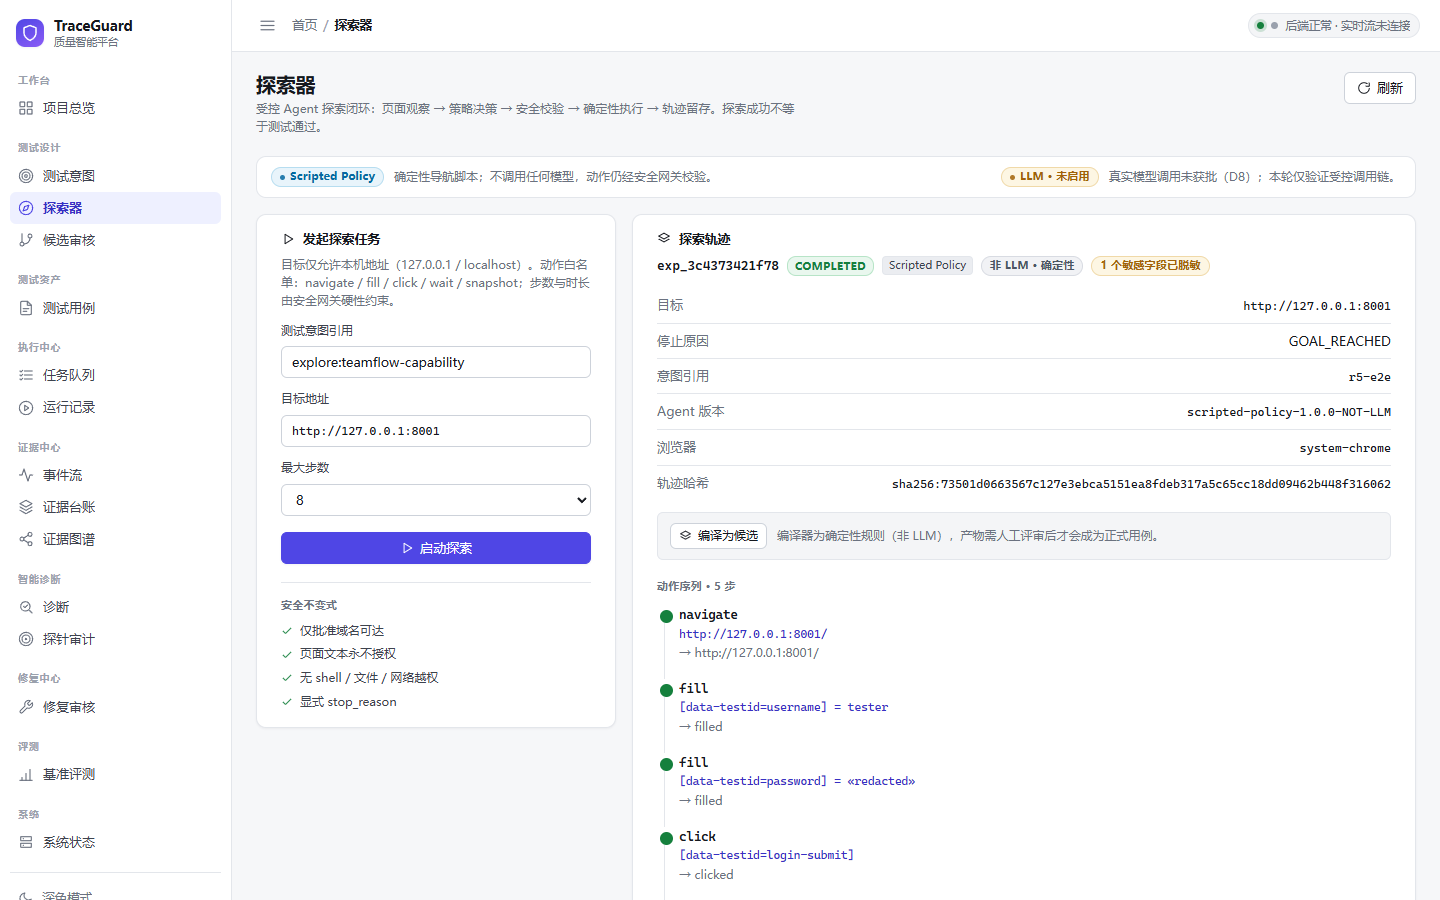 TraceGuard
质量智能平台
工作台
项目总览
测试设计
测试意图
探索器
候选审核
测试资产
测试用例
执行中心
任务队列
运行记录
证据中心
事件流
证据台账
证据图谱
智能诊断
诊断
探针审计
修复中心
修复审核
评测
基准评测
系统
系统状态
深色模式
首页 / 探索器
后端正常 · 实时流未连接
探索器
受控 Agent 探索闭环：页面观察 → 策略决策 → 安全校验 → 确定性执行 → 轨迹留存。探索成功不等
于测试通过。
刷新
Scripted Policy 确定性导航脚本；不调用任何模型，动作仍经安全网关校验。
LLM · 未启用 真实模型调用未获批（D8）；本轮仅验证受控调用链。
发起探索任务
目标仅允许本机地址（127.0.0.1 / localhost）。动作白名
单：navigate / fill / click / wait / snapshot；步数与时长
由安全网关硬性约束。
测试意图引用
explore:teamflow-capability
目标地址
http://127.0.0.1:8001
最大步数
8
启动探索
安全不变式
仅批准域名可达
页面文本永不授权
无 shell / 文件 / 网络越权
显式 stop_reason
探索轨迹
exp_3c4373421f78 COMPLETED Scripted Policy 非 LLM · 确定性 1 个敏感字段已脱敏
目标 http://127.0.0.1:8001
停止原因 GOAL_REACHED
意图引用 r5-e2e
Agent 版本 scripted-policy-1.0.0-NOT-LLM
浏览器 system-chrome
轨迹哈希 sha256:73501d0663567c127e3ebca5151ea8fdeb317a5c65cc18dd09462b448f316062
编译为候选 编译器为确定性规则（非 LLM），产物需人工评审后才会成为正式用例。
动作序列 · 5 步
navigate
http://127.0.0.1:8001/
→ http://127.0.0.1:8001/
fill
[data-testid=username] = tester
→ filled
fill
[data-testid=password] = «redacted»
→ filled
click
[data-testid=login-submit]
→ clicked